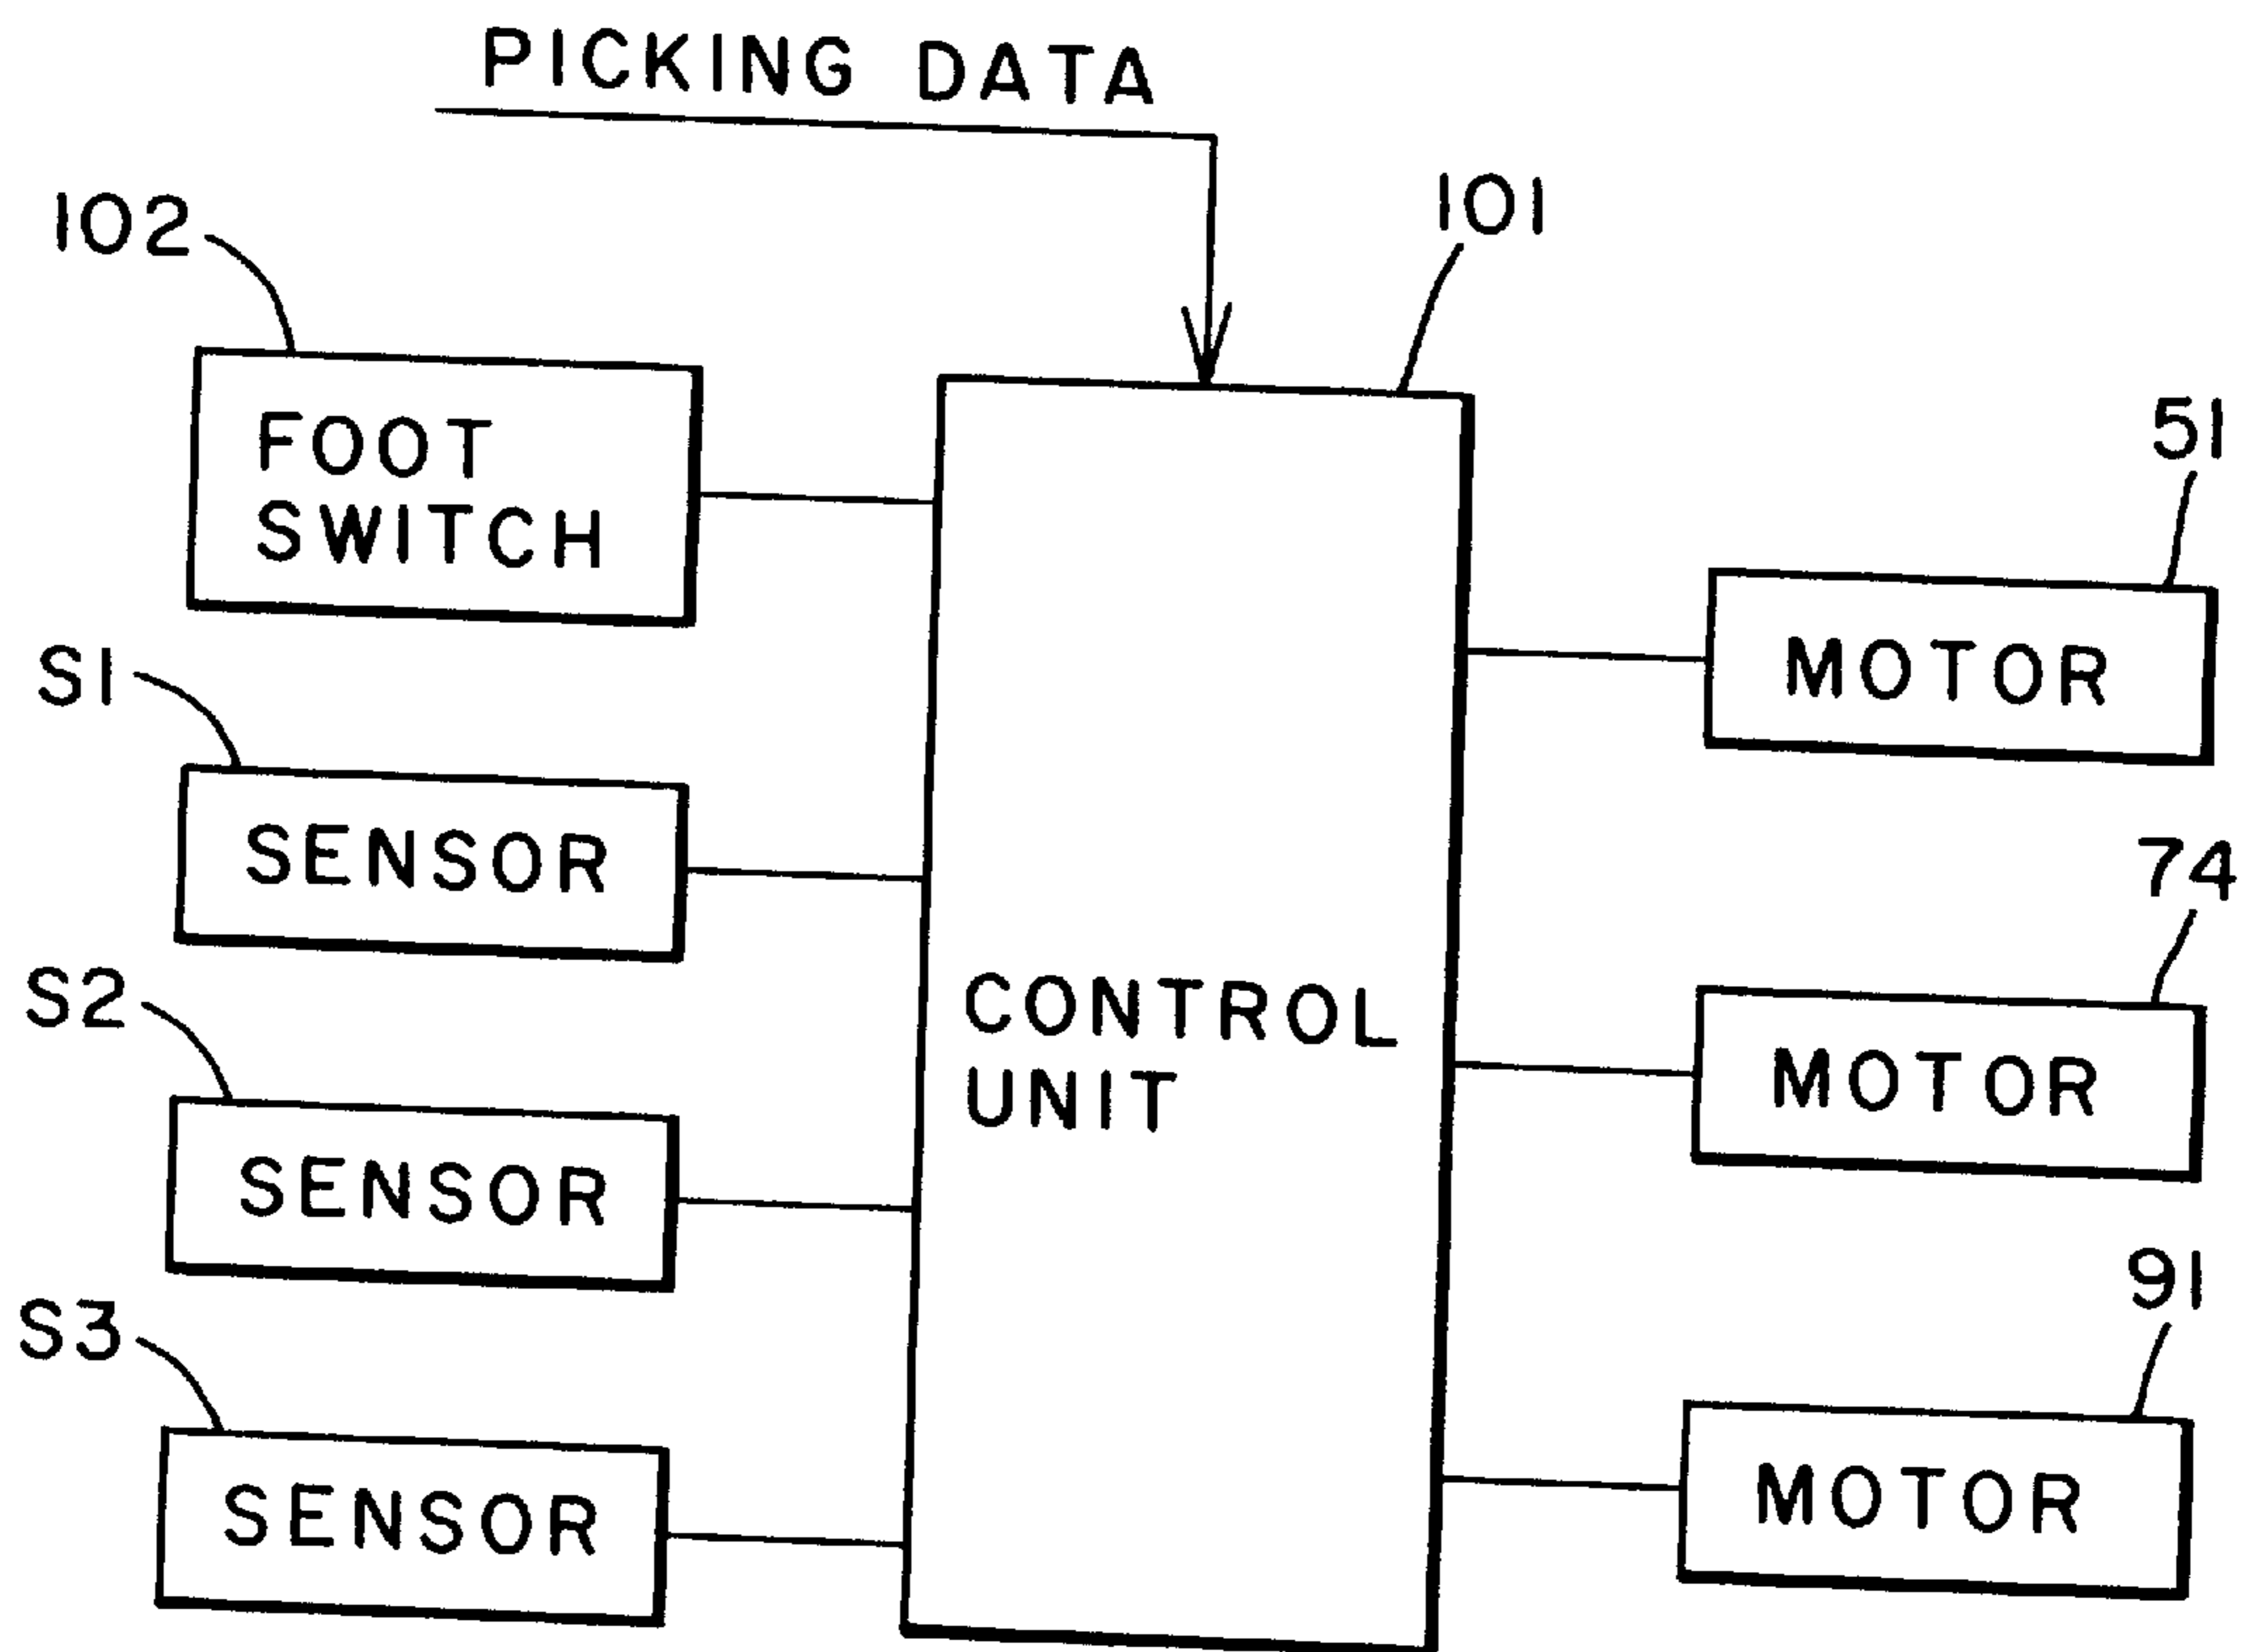 PICKING DATA
102
101
FOOT
SWITCH
51
MOTOR
S1
SENSOR
74
MOTOR
S2
SENSOR
CONTROL
UNIT
91
MOTOR
S3
SENSOR